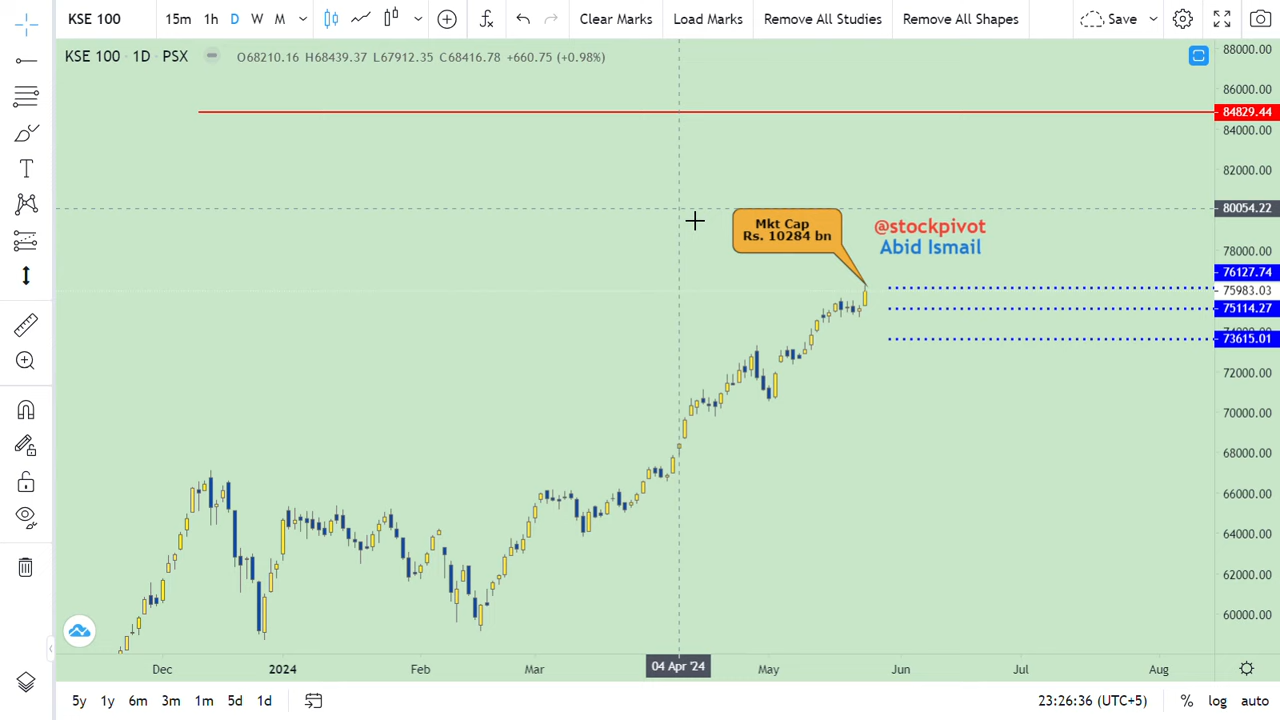 KSE 100 15m 1h D W M Clear Marks Load Marks Remove All Studies Remove All Shapes Save
KSE 100 · 1D · PSX O68210.16 H68439.37 L67912.35 C68416.78 +660.75 (+0.98%)
88000.00
86000.00
84829.44
84000.00
82000.00
80054.22
Mkt Cap
Rs. 10284 bn
@stockpivot
Abid Ismail
78000.00
76127.74
75983.03
75114.27
74000.00
73615.01
72000.00
70000.00
68000.00
66000.00
64000.00
62000.00
60000.00
Dec 2024 Feb Mar 04 Apr '24 May Jun Jul Aug
5y 1y 6m 3m 1m 5d 1d 23:26:36 (UTC+5) % log auto